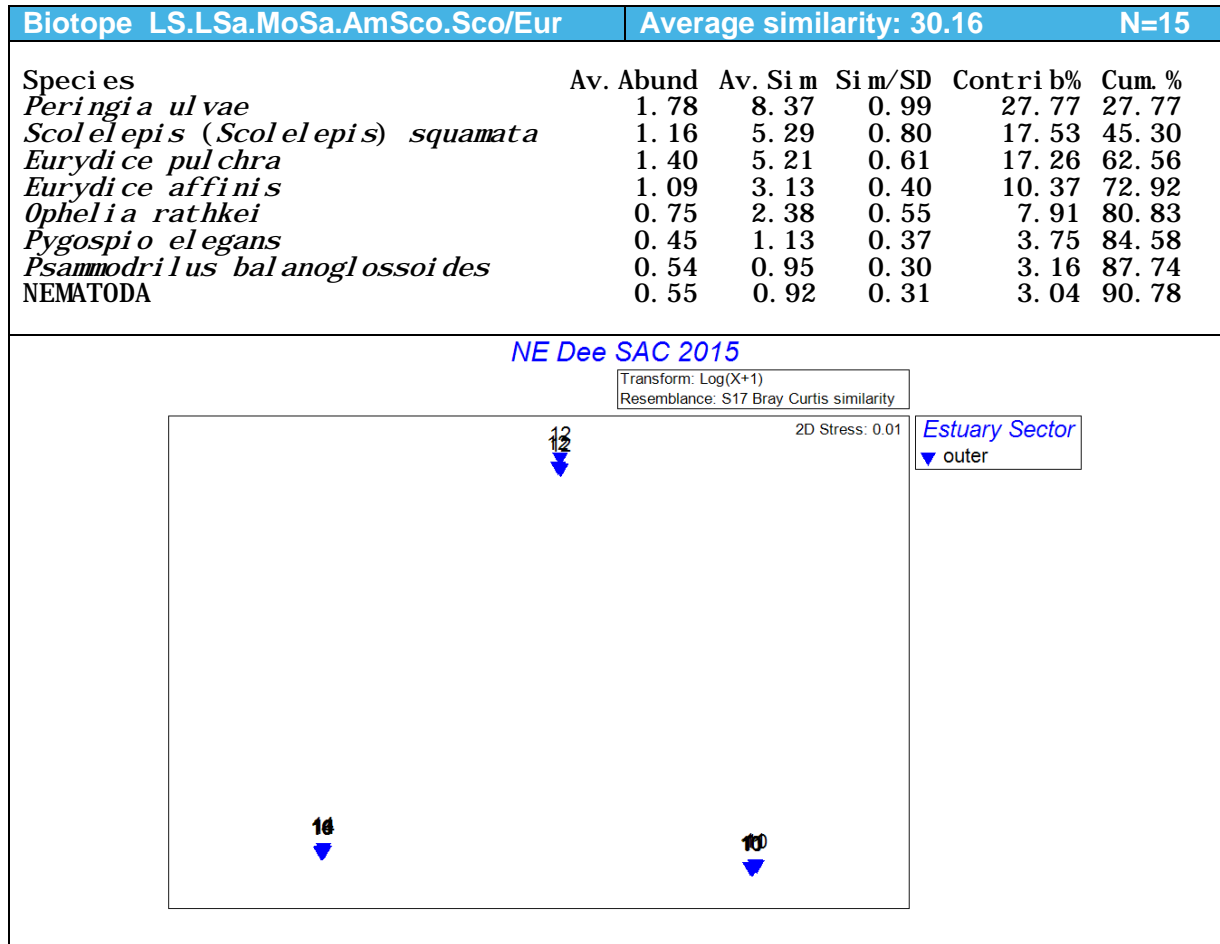 Biotope LS.LSa.MoSa.AmSco.Sco/Eur Average similarity: 30.16 N=15
Species Av.Abund Av.Sim Sim/SD Contrib% Cum.%
Peringia ulvae 1.78 8.37 0.99 27.77 27.77
Scolelepis (Scolelepis) squamata 1.16 5.29 0.80 17.53 45.30
Eurydice pulchra 1.40 5.21 0.61 17.26 62.56
Eurydice affinis 1.09 3.13 0.40 10.37 72.92
Ophelia rathkei 0.75 2.38 0.55 7.91 80.83
Pygospio elegans 0.45 1.13 0.37 3.75 84.58
Psammodrilus balanoglossoides 0.54 0.95 0.30 3.16 87.74
NEMATODA 0.55 0.92 0.31 3.04 90.78
NE Dee SAC 2015
Transform: Log(X+1)
Resemblance: S17 Bray Curtis similarity
2D Stress: 0.01
Estuary Sector
outer
12
12